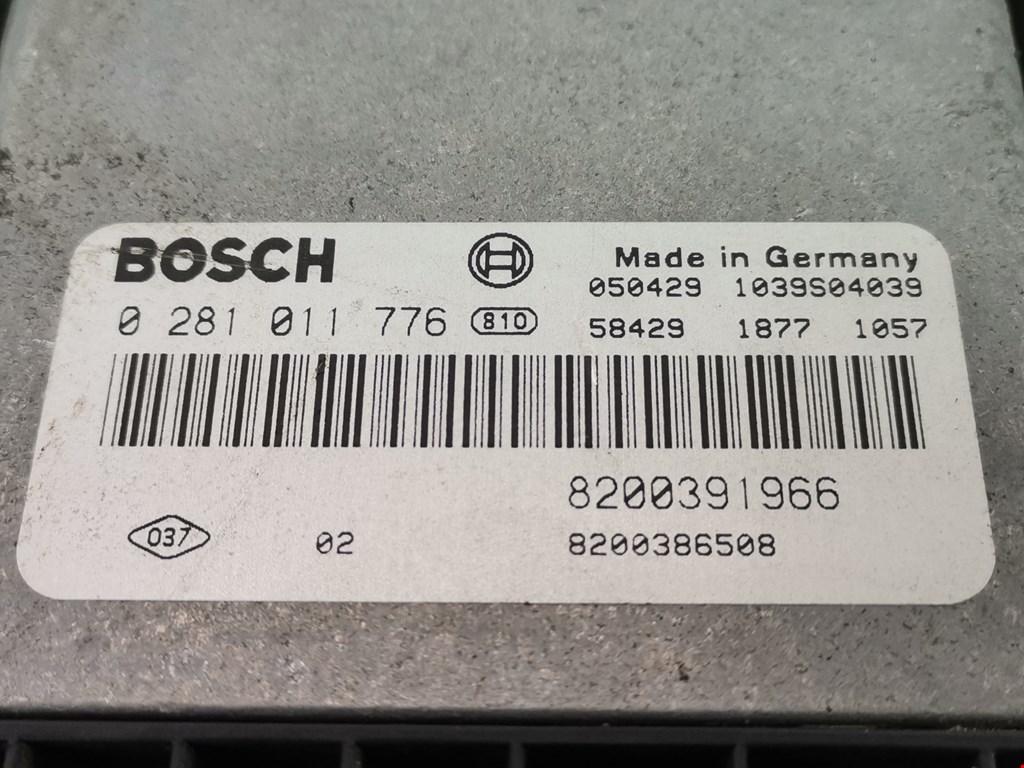 BOSCH
Made in Germany
050429 1039S04039
0 281 011 776 810
58429 1877 1057
8200391966
037 02 8200386508